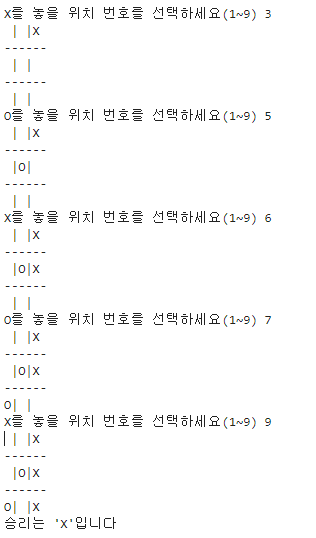 X를 놓을 위치 번호를 선택하세요(1~9) 3
 | |X
------
 | |
------
 | |
O를 놓을 위치 번호를 선택하세요(1~9) 5
 | |X
------
 |O|
------
 | |
X를 놓을 위치 번호를 선택하세요(1~9) 6
 | |X
------
 |O|X
------
 | |
O를 놓을 위치 번호를 선택하세요(1~9) 7
 | |X
------
 |O|X
------
O| |
X를 놓을 위치 번호를 선택하세요(1~9) 9
 | |X
------
 |O|X
------
O| |X
승리는 'X'입니다